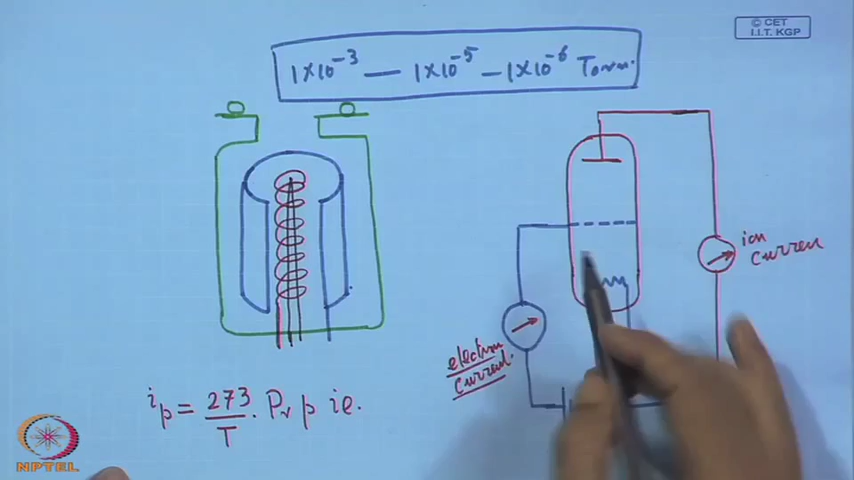 © CET
I.I.T. KGP
1×10⁻³ — 1×10⁻⁵ – 1×10⁻⁶ Torr.
ion
current
electron
current.
iₚ = 273/T . Pᵣ p ie.
NPTEL